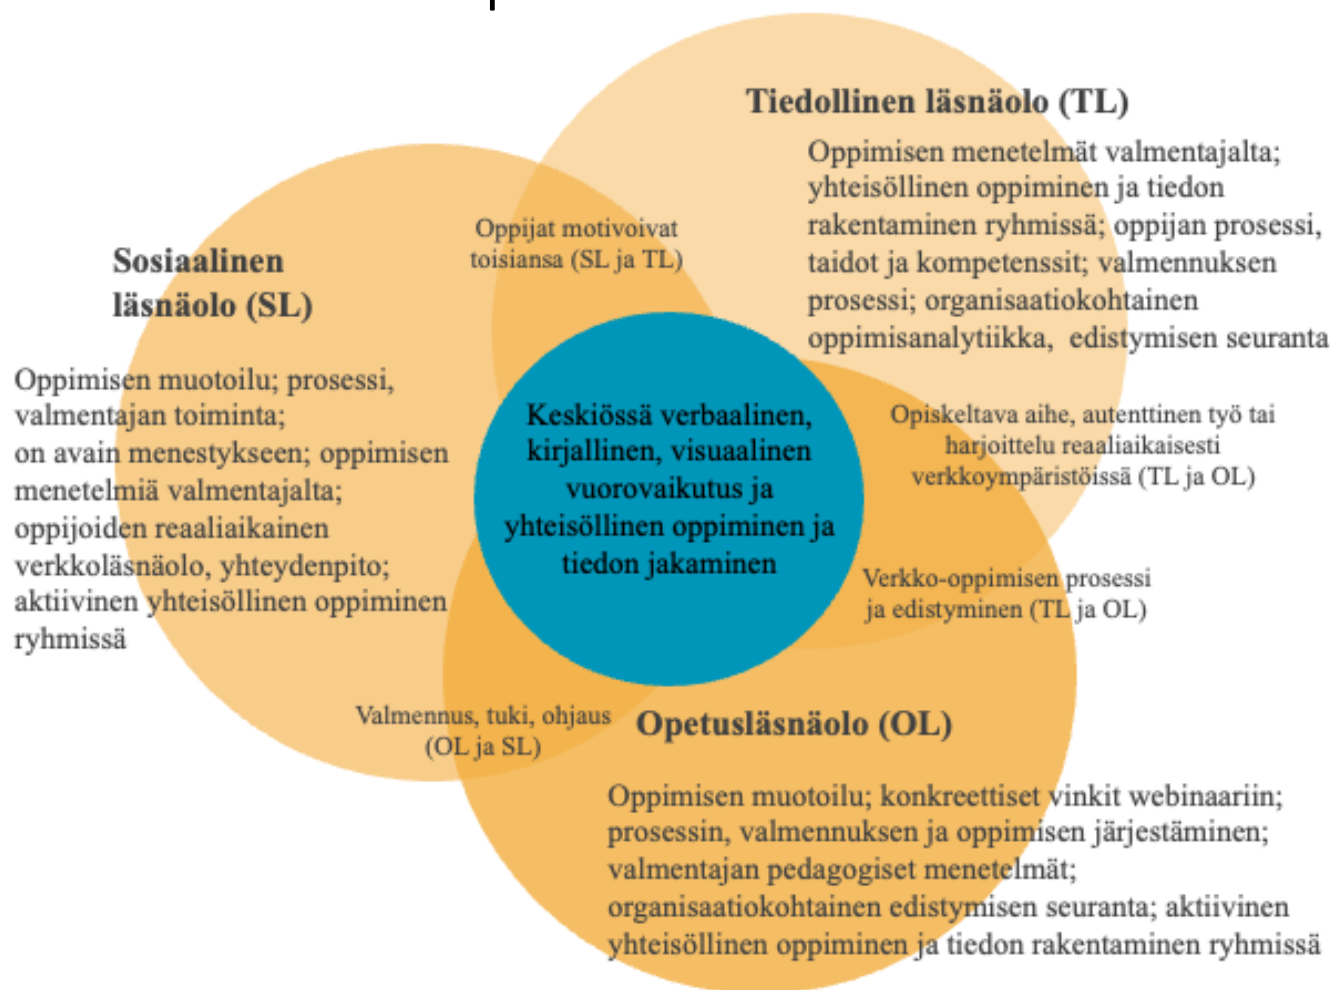 Tiedollinen läsnäolo (TL)
Oppimisen menetelmät valmentajalta;
yhteisöllinen oppiminen ja tiedon
rakentaminen ryhmissä; oppijan prosessi,
taidot ja kompetenssit; valmennuksen
prosessi; organisaatiokohtainen
oppimisanalytiikka, edistymisen seuranta
Oppijat motivoivat
toisiansa (SL ja TL)
Sosiaalinen
läsnäolo (SL)
Oppimisen muotoilu; prosessi,
valmentajan toiminta;
on avain menestykseen; oppimisen
menetelmiä valmentajalta;
oppijoiden reaaliaikainen
verkkoläsnäolo, yhteydenpito;
aktiivinen yhteisöllinen oppiminen
ryhmissä
Keskiössä verbaalinen,
kirjallinen, visuaalinen
vuorovaikutus ja
yhteisöllinen oppiminen ja
tiedon jakaminen
Opiskeltava aihe, autenttinen työ tai
harjoittelu reaaliaikaisesti
verkkoympäristöissä (TL ja OL)
Verkko-oppimisen prosessi
ja edistyminen (TL ja OL)
Valmennus, tuki, ohjaus
(OL ja SL)
Opetusläsnäolo (OL)
Oppimisen muotoilu; konkreettiset vinkit webinaariin;
prosessin, valmennuksen ja oppimisen järjestäminen;
valmentajan pedagogiset menetelmät;
organisaatiokohtainen edistymisen seuranta; aktiivinen
yhteisöllinen oppiminen ja tiedon rakentaminen ryhmissä